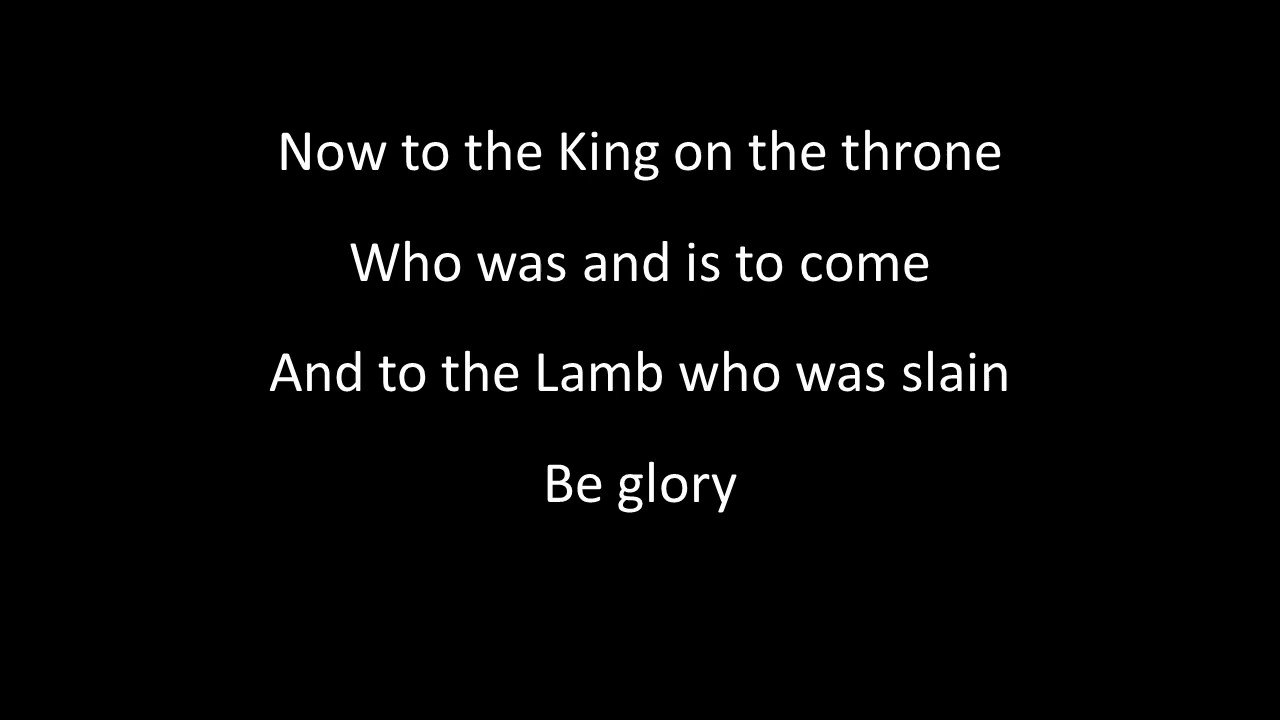 Now to the King on the throne
Who was and is to come
And to the Lamb who was slain
Be glory